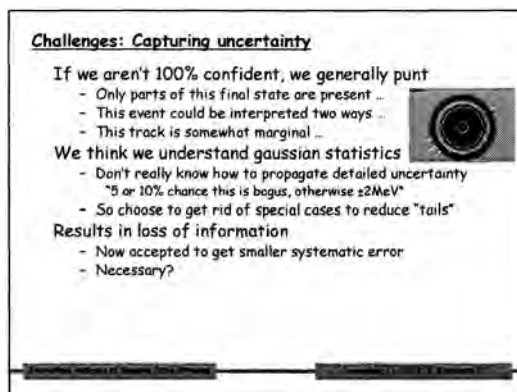 Challenges: Capturing uncertainty
If we aren't 100% confident, we generally punt
- Only parts of this final state are present ...
- This event could be interpreted two ways ...
- This track is somewhat marginal ...
We think we understand gaussian statistics
- Don't really know how to propagate detailed uncertainty
"5 or 10% chance this is bogus, otherwise ±2MeV"
- So choose to get rid of special cases to reduce "tails"
Results in loss of information
- Now accepted to get smaller systematic error
- Necessary?